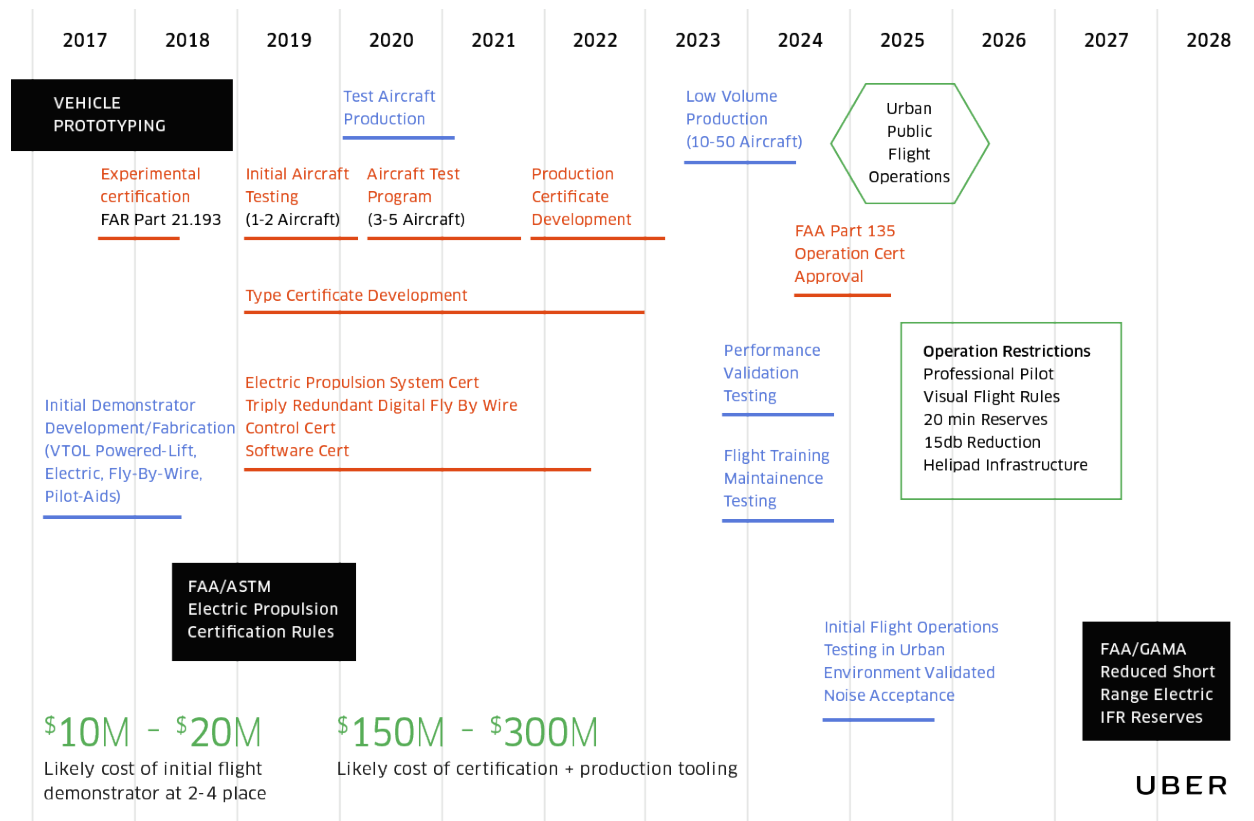 2017 2018 2019 2020 2021 2022 2023 2024 2025 2026 2027 2028
VEHICLE
PROTOTYPING
Test Aircraft
Production
Low Volume
Production
(10-50 Aircraft)
Urban
Public
Flight
Operations
Experimental
certification
FAR Part 21.193
Initial Aircraft
Testing
(1-2 Aircraft)
Aircraft Test
Program
(3-5 Aircraft)
Production
Certificate
Development
FAA Part 135
Operation Cert
Approval
Type Certificate Development
Performance
Validation
Testing
Operation Restrictions
Professional Pilot
Visual Flight Rules
20 min Reserves
15db Reduction
Helipad Infrastructure
Initial Demonstrator
Development/Fabrication
(VTOL Powered-Lift,
Electric, Fly-By-Wire,
Pilot-Aids)
Electric Propulsion System Cert
Triply Redundant Digital Fly By Wire
Control Cert
Software Cert
Flight Training
Maintainence
Testing
FAA/ASTM
Electric Propulsion
Certification Rules
Initial Flight Operations
Testing in Urban
Environment Validated
Noise Acceptance
FAA/GAMA
Reduced Short
Range Electric
IFR Reserves
$10M - $20M
Likely cost of initial flight
demonstrator at 2-4 place
$150M - $300M
Likely cost of certification + production tooling
UBER